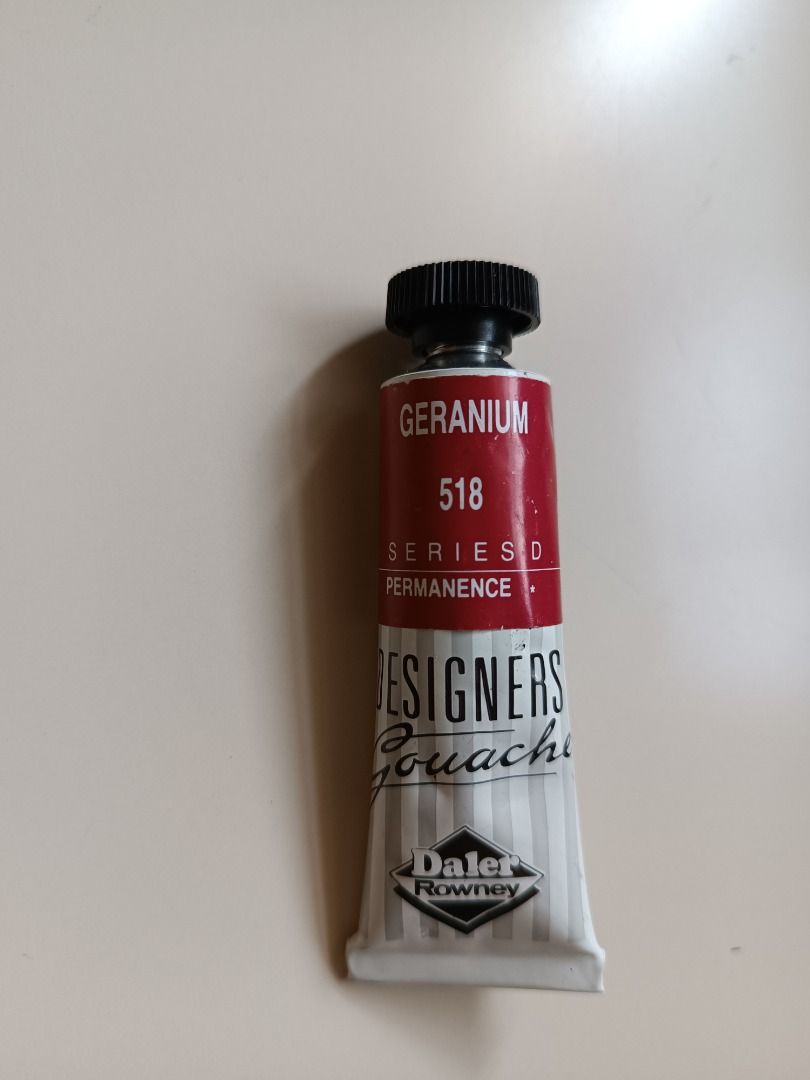 GERANIUM
518
SERIES D
PERMANENCE *
DESIGNERS
Gouache
Daler
Rowney